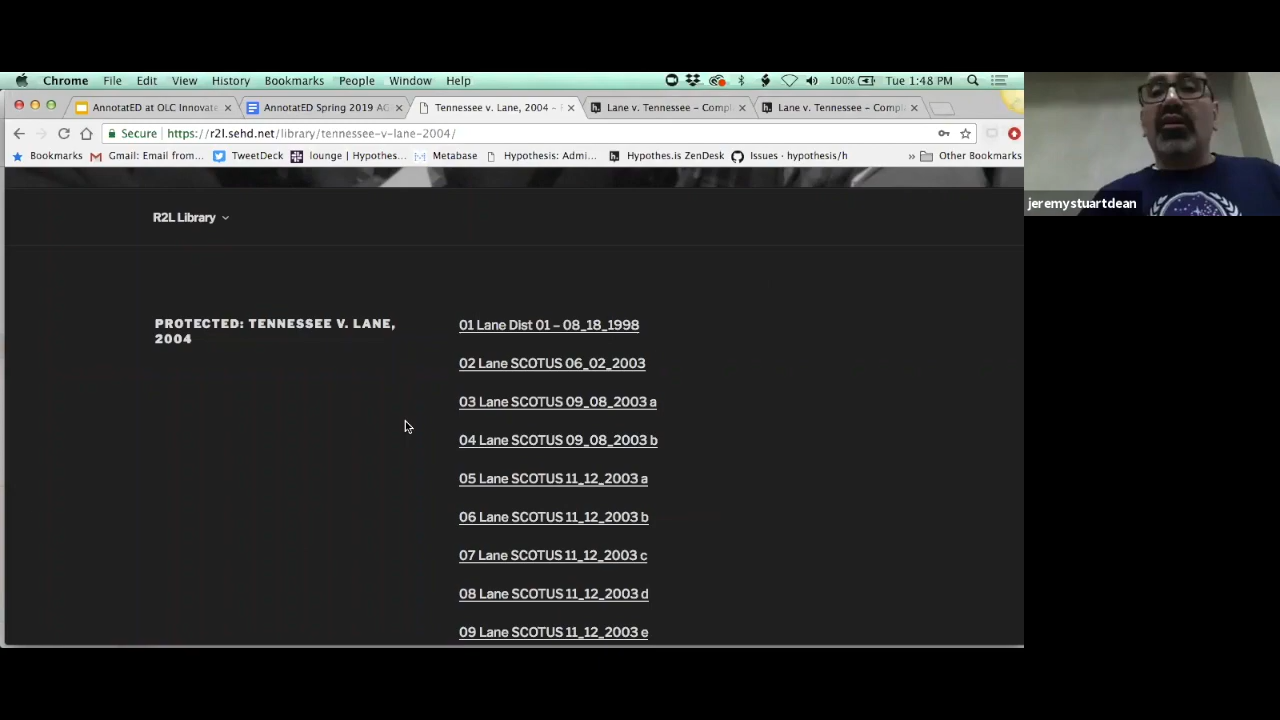 Chrome File Edit View History Bookmarks People Window Help 100% Tue 1:48 PM
AnnotatED at OLC Innovate × AnnotatED Spring 2019 AG × Tennessee v. Lane, 2004 – × Lane v. Tennessee – Compl × Lane v. Tennessee – Compla ×
Secure https://r2l.sehd.net/library/tennessee-v-lane-2004/
Bookmarks Gmail: Email from... TweetDeck lounge | Hypothes... Metabase Hypothesis: Admi... Hypothes.is ZenDesk Issues · hypothesis/h » Other Bookmarks
jeremystuartdean
R2L Library
PROTECTED: TENNESSEE V. LANE,
2004
01 Lane Dist 01 – 08_18_1998
02 Lane SCOTUS 06_02_2003
03 Lane SCOTUS 09_08_2003 a
04 Lane SCOTUS 09_08_2003 b
05 Lane SCOTUS 11_12_2003 a
06 Lane SCOTUS 11_12_2003 b
07 Lane SCOTUS 11_12_2003 c
08 Lane SCOTUS 11_12_2003 d
09 Lane SCOTUS 11_12_2003 e